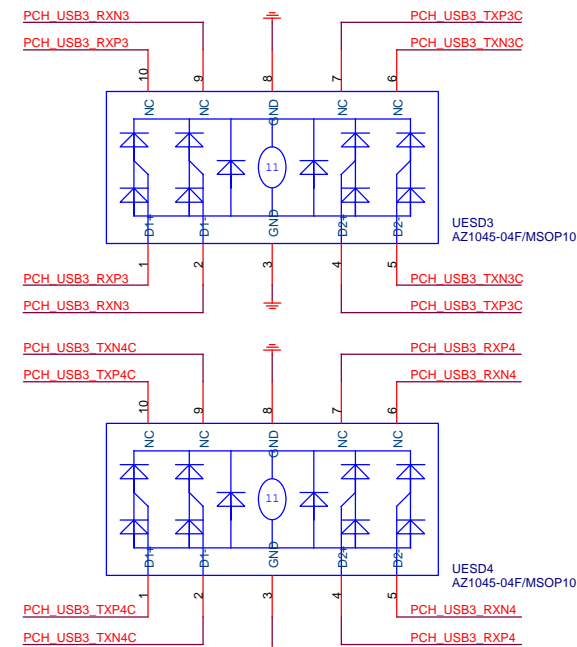 PCH_USB3_RXN3
PCH_USB3_TXP3C
PCH_USB3_RXP3
PCH_USB3_TXN3C
10
9
8
7
6
NC
NC
GND
NC
NC
11
D1+
D1-
GND
D2+
D2-
UESD3
AZ1045-04F/MSOP10
1
2
3
4
5
PCH_USB3_RXP3
PCH_USB3_TXN3C
PCH_USB3_RXN3
PCH_USB3_TXP3C
PCH_USB3_TXN4C
PCH_USB3_RXP4
PCH_USB3_TXP4C
PCH_USB3_RXN4
10
9
8
7
6
NC
NC
GND
NC
NC
11
D1+
D1-
GND
D2+
D2-
UESD4
AZ1045-04F/MSOP10
1
2
3
4
5
PCH_USB3_TXP4C
PCH_USB3_RXN4
PCH_USB3_TXN4C
PCH_USB3_RXP4